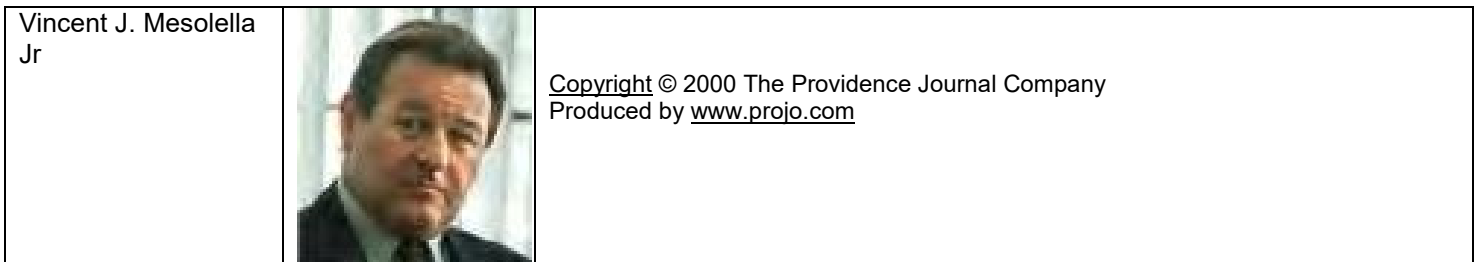 Vincent J. Mesolella
Jr
Copyright © 2000 The Providence Journal Company
Produced by www.projo.com